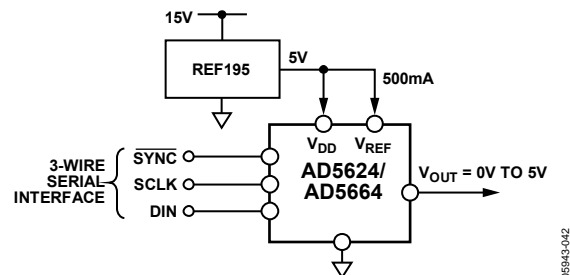 15V
REF195
5V
500mA
V_DD V_REF
AD5624/
AD5664
3-WIRE
SERIAL
INTERFACE
SYNC
SCLK
DIN
V_OUT = 0V TO 5V
05943-042